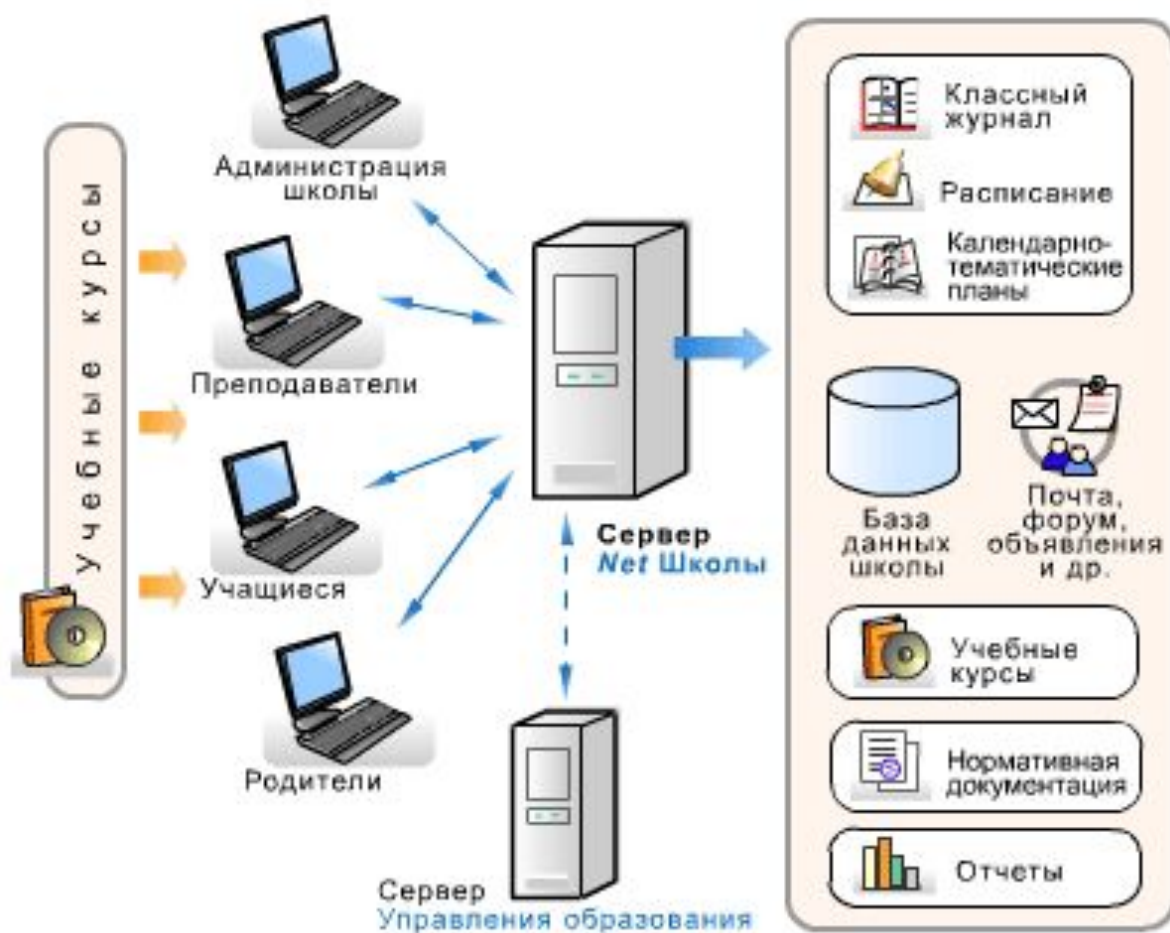 Учебные курсы
Администрация
школы
Преподаватели
Учащиеся
Родители
Сервер
Net Школы
Сервер
Управления образования
Классный
журнал
Расписание
Календарно-
тематические
планы
База
данных
школы
Почта,
форум,
объявления
и др.
Учебные
курсы
Нормативная
документация
Отчеты